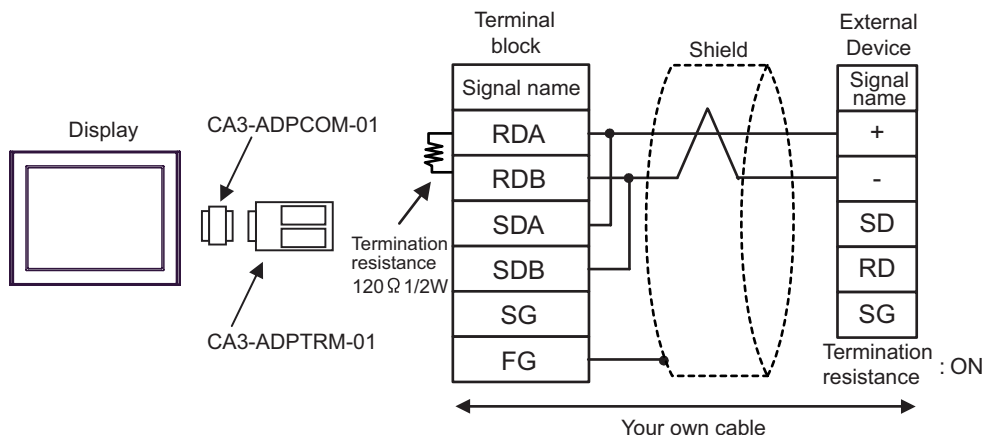 Display
CA3-ADPCOM-01
CA3-ADPTRM-01
Termination
resistance
120 Ω 1/2W
Terminal
block
Signal name
RDA
RDB
SDA
SDB
SG
FG
Shield
External
Device
Signal
name
+
-
SD
RD
SG
Termination
resistance : ON
Your own cable